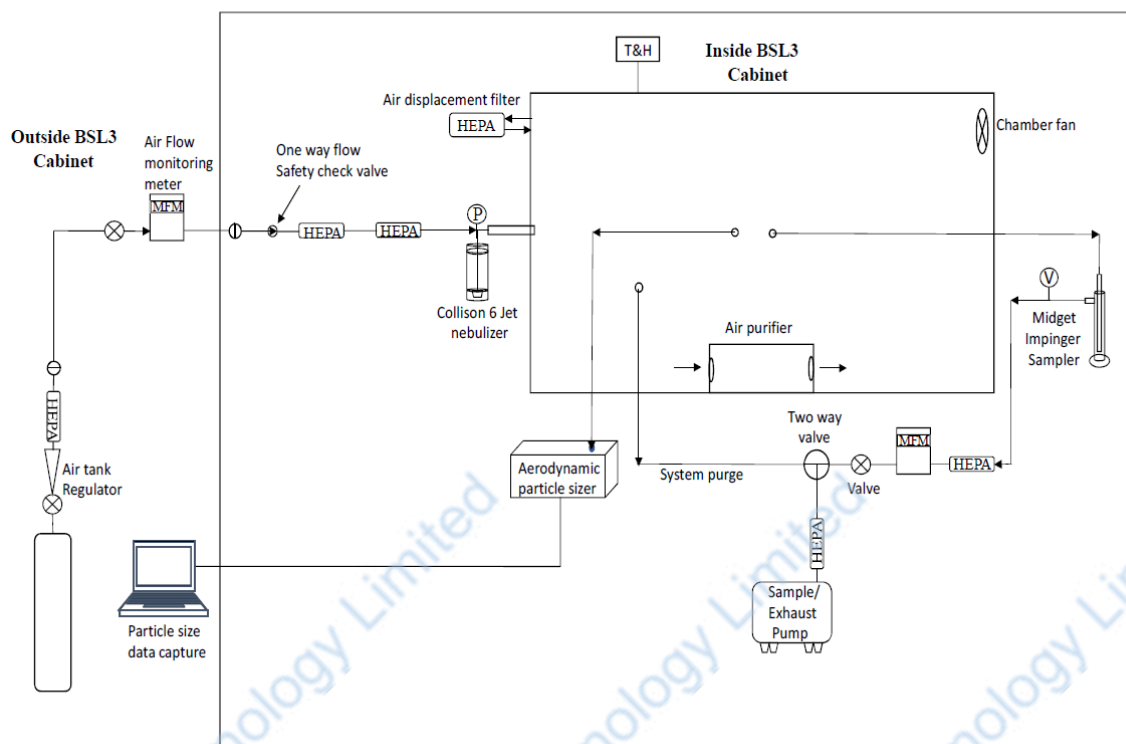 T&H
Inside BSL3
Cabinet
Air displacement filter
HEPA
Chamber fan
Outside BSL3
Cabinet
Air Flow
monitoring
meter
MFM
One way flow
Safety check valve
HEPA
HEPA
P
Collison 6 Jet
nebulizer
V
Midget
Impinger
Sampler
Air purifier
HEPA
Air tank
Regulator
Aerodynamic
particle sizer
System purge
Two way
valve
Valve
MFM
HEPA
HEPA
Sample/
Exhaust
Pump
Particle size
data capture
nology Limited
nology Limited
nology Lim